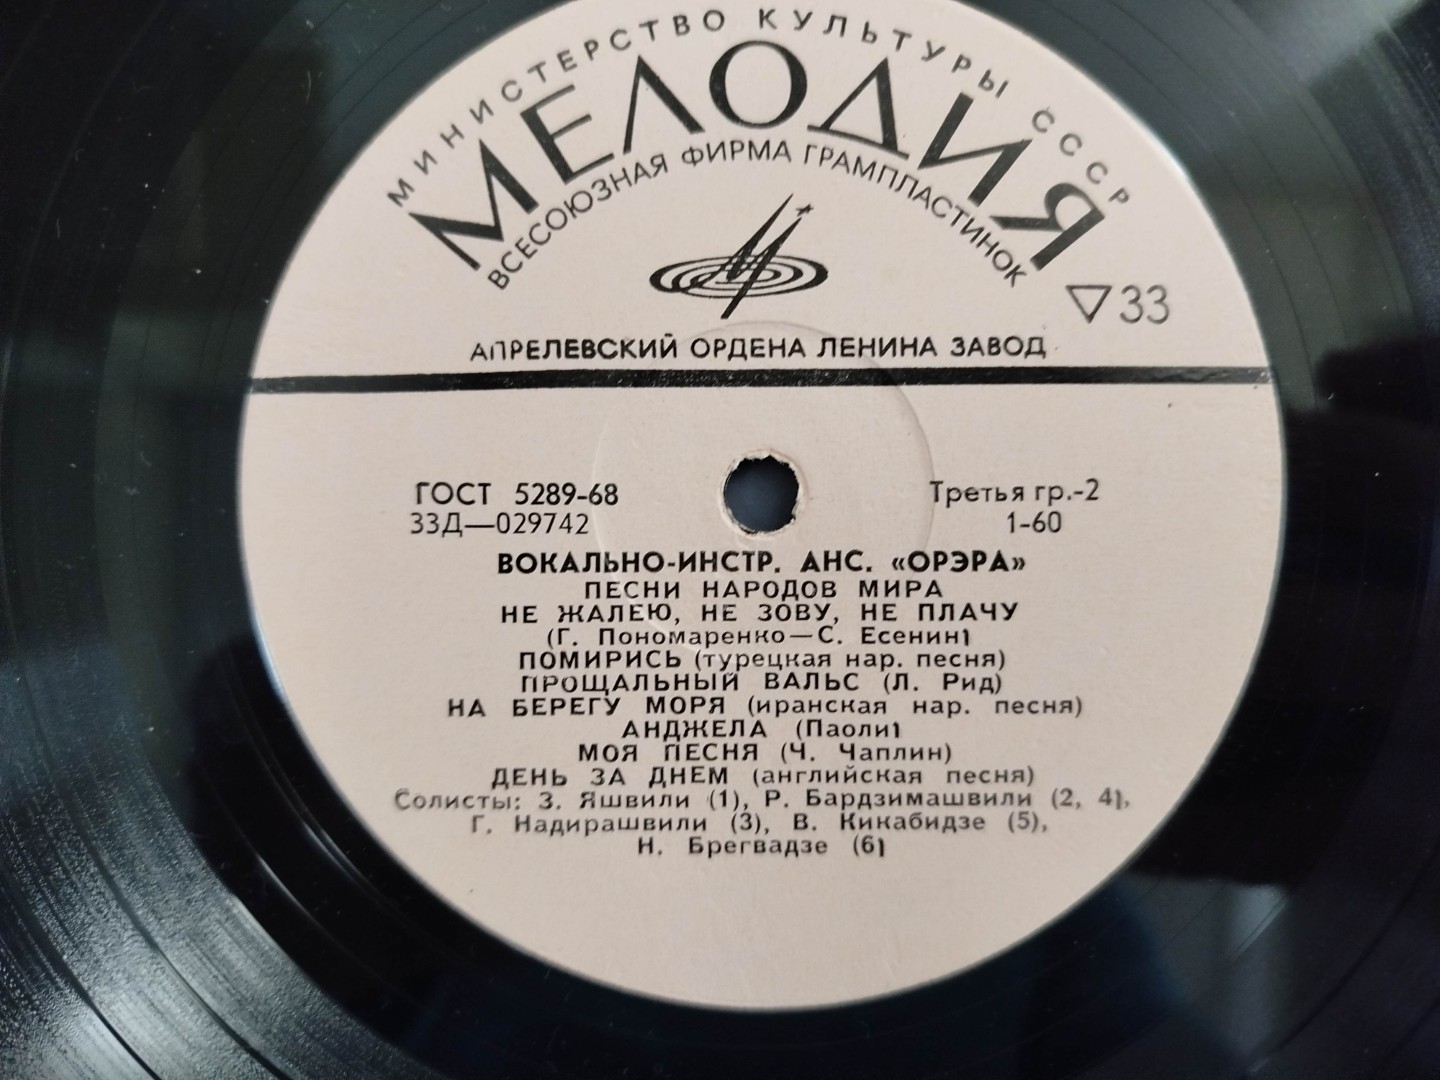 МИНИСТЕРСТВО КУЛЬТУРЫ СССР
МЕЛОДИЯ
ВСЕСОЮЗНАЯ ФИРМА ГРАМПЛАСТИНОК
33
АПРЕЛЕВСКИЙ ОРДЕНА ЛЕНИНА ЗАВОД
ГОСТ 5289-68 Третья гр.-2
33Д—029742 1-60
ВОКАЛЬНО-ИНСТР. АНС. «ОРЭРА»
ПЕСНИ НАРОДОВ МИРА
НЕ ЖАЛЕЮ, НЕ ЗОВУ, НЕ ПЛАЧУ
(Г. Пономаренко—С. Есенин)
ПОМИРИСЬ (турецкая нар. песня)
ПРОЩАЛЬНЫЙ ВАЛЬС (Л. Рид)
НА БЕРЕГУ МОРЯ (иранская нар. песня)
АНДЖЕЛА (Паоли)
МОЯ ПЕСНЯ (Ч. Чаплин)
ДЕНЬ ЗА ДНЕМ (английская песня)
Солисты: З. Яшвили (1), Р. Бардзимашвили (2, 4),
Г. Надирашвили (3), В. Кикабидзе (5),
Н. Брегвадзе (6)